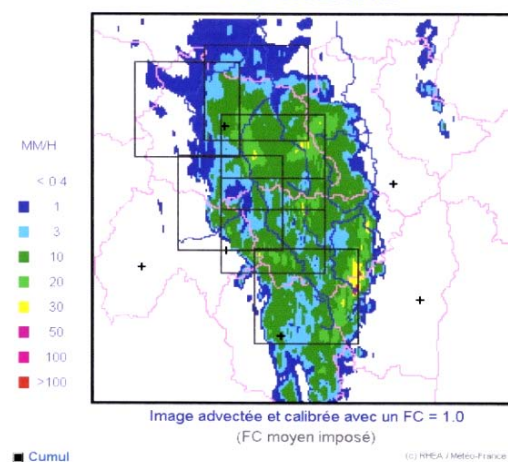 MM/H
< 0.4
1
3
10
20
30
50
100
>100
Image advectée et calibrée avec un FC = 1.0
(FC moyen imposé)
Cumul
(c) RHEA / Météo-France